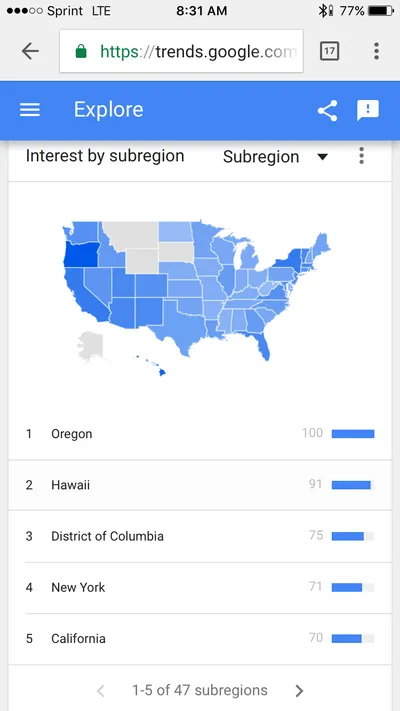 Sprint LTE 8:31 AM 77%
https://trends.google.com 17
Explore
Interest by subregion Subregion
1 Oregon 100
2 Hawaii 91
3 District of Columbia 75
4 New York 71
5 California 70
1-5 of 47 subregions